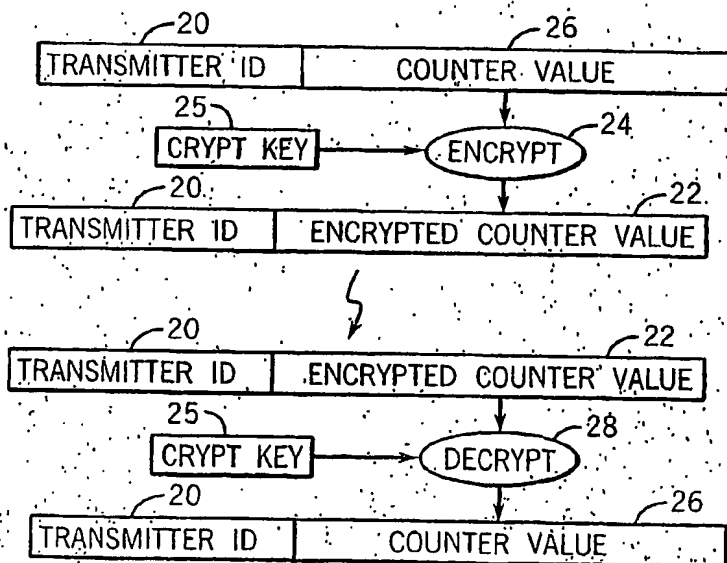 20 26
TRANSMITTER ID COUNTER VALUE
25 24
CRYPT KEY ENCRYPT
20 22
TRANSMITTER ID ENCRYPTED COUNTER VALUE
20 22
TRANSMITTER ID ENCRYPTED COUNTER VALUE
25 28
CRYPT KEY DECRYPT
20 26
TRANSMITTER ID COUNTER VALUE